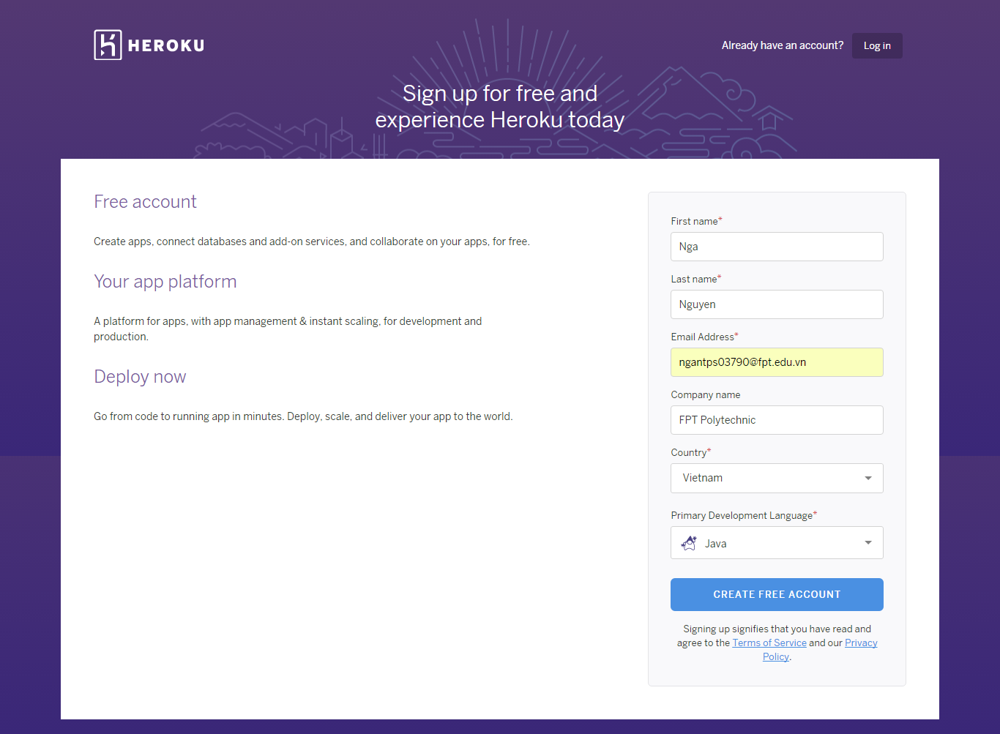 HEROKU
Already have an account?
Log in
Sign up for free and
experience Heroku today
Free account
Create apps, connect databases and add-on services, and collaborate on your apps, for free.
Your app platform
A platform for apps, with app management & instant scaling, for development and
production.
Deploy now
Go from code to running app in minutes. Deploy, scale, and deliver your app to the world.
First name*
Nga
Last name*
Nguyen
Email Address*
ngantps03790@fpt.edu.vn
Company name
FPT Polytechnic
Country*
Vietnam
Primary Development Language*
Java
CREATE FREE ACCOUNT
Signing up signifies that you have read and
agree to the Terms of Service and our Privacy
Policy.